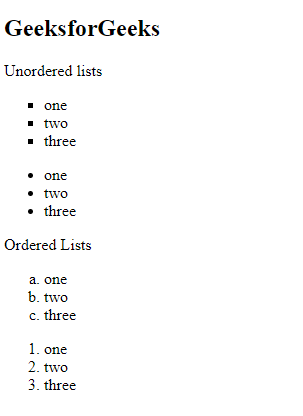 GeeksforGeeks
Unordered lists
▪ one
▪ two
▪ three
• one
• two
• three
Ordered Lists
a. one
b. two
c. three
1. one
2. two
3. three